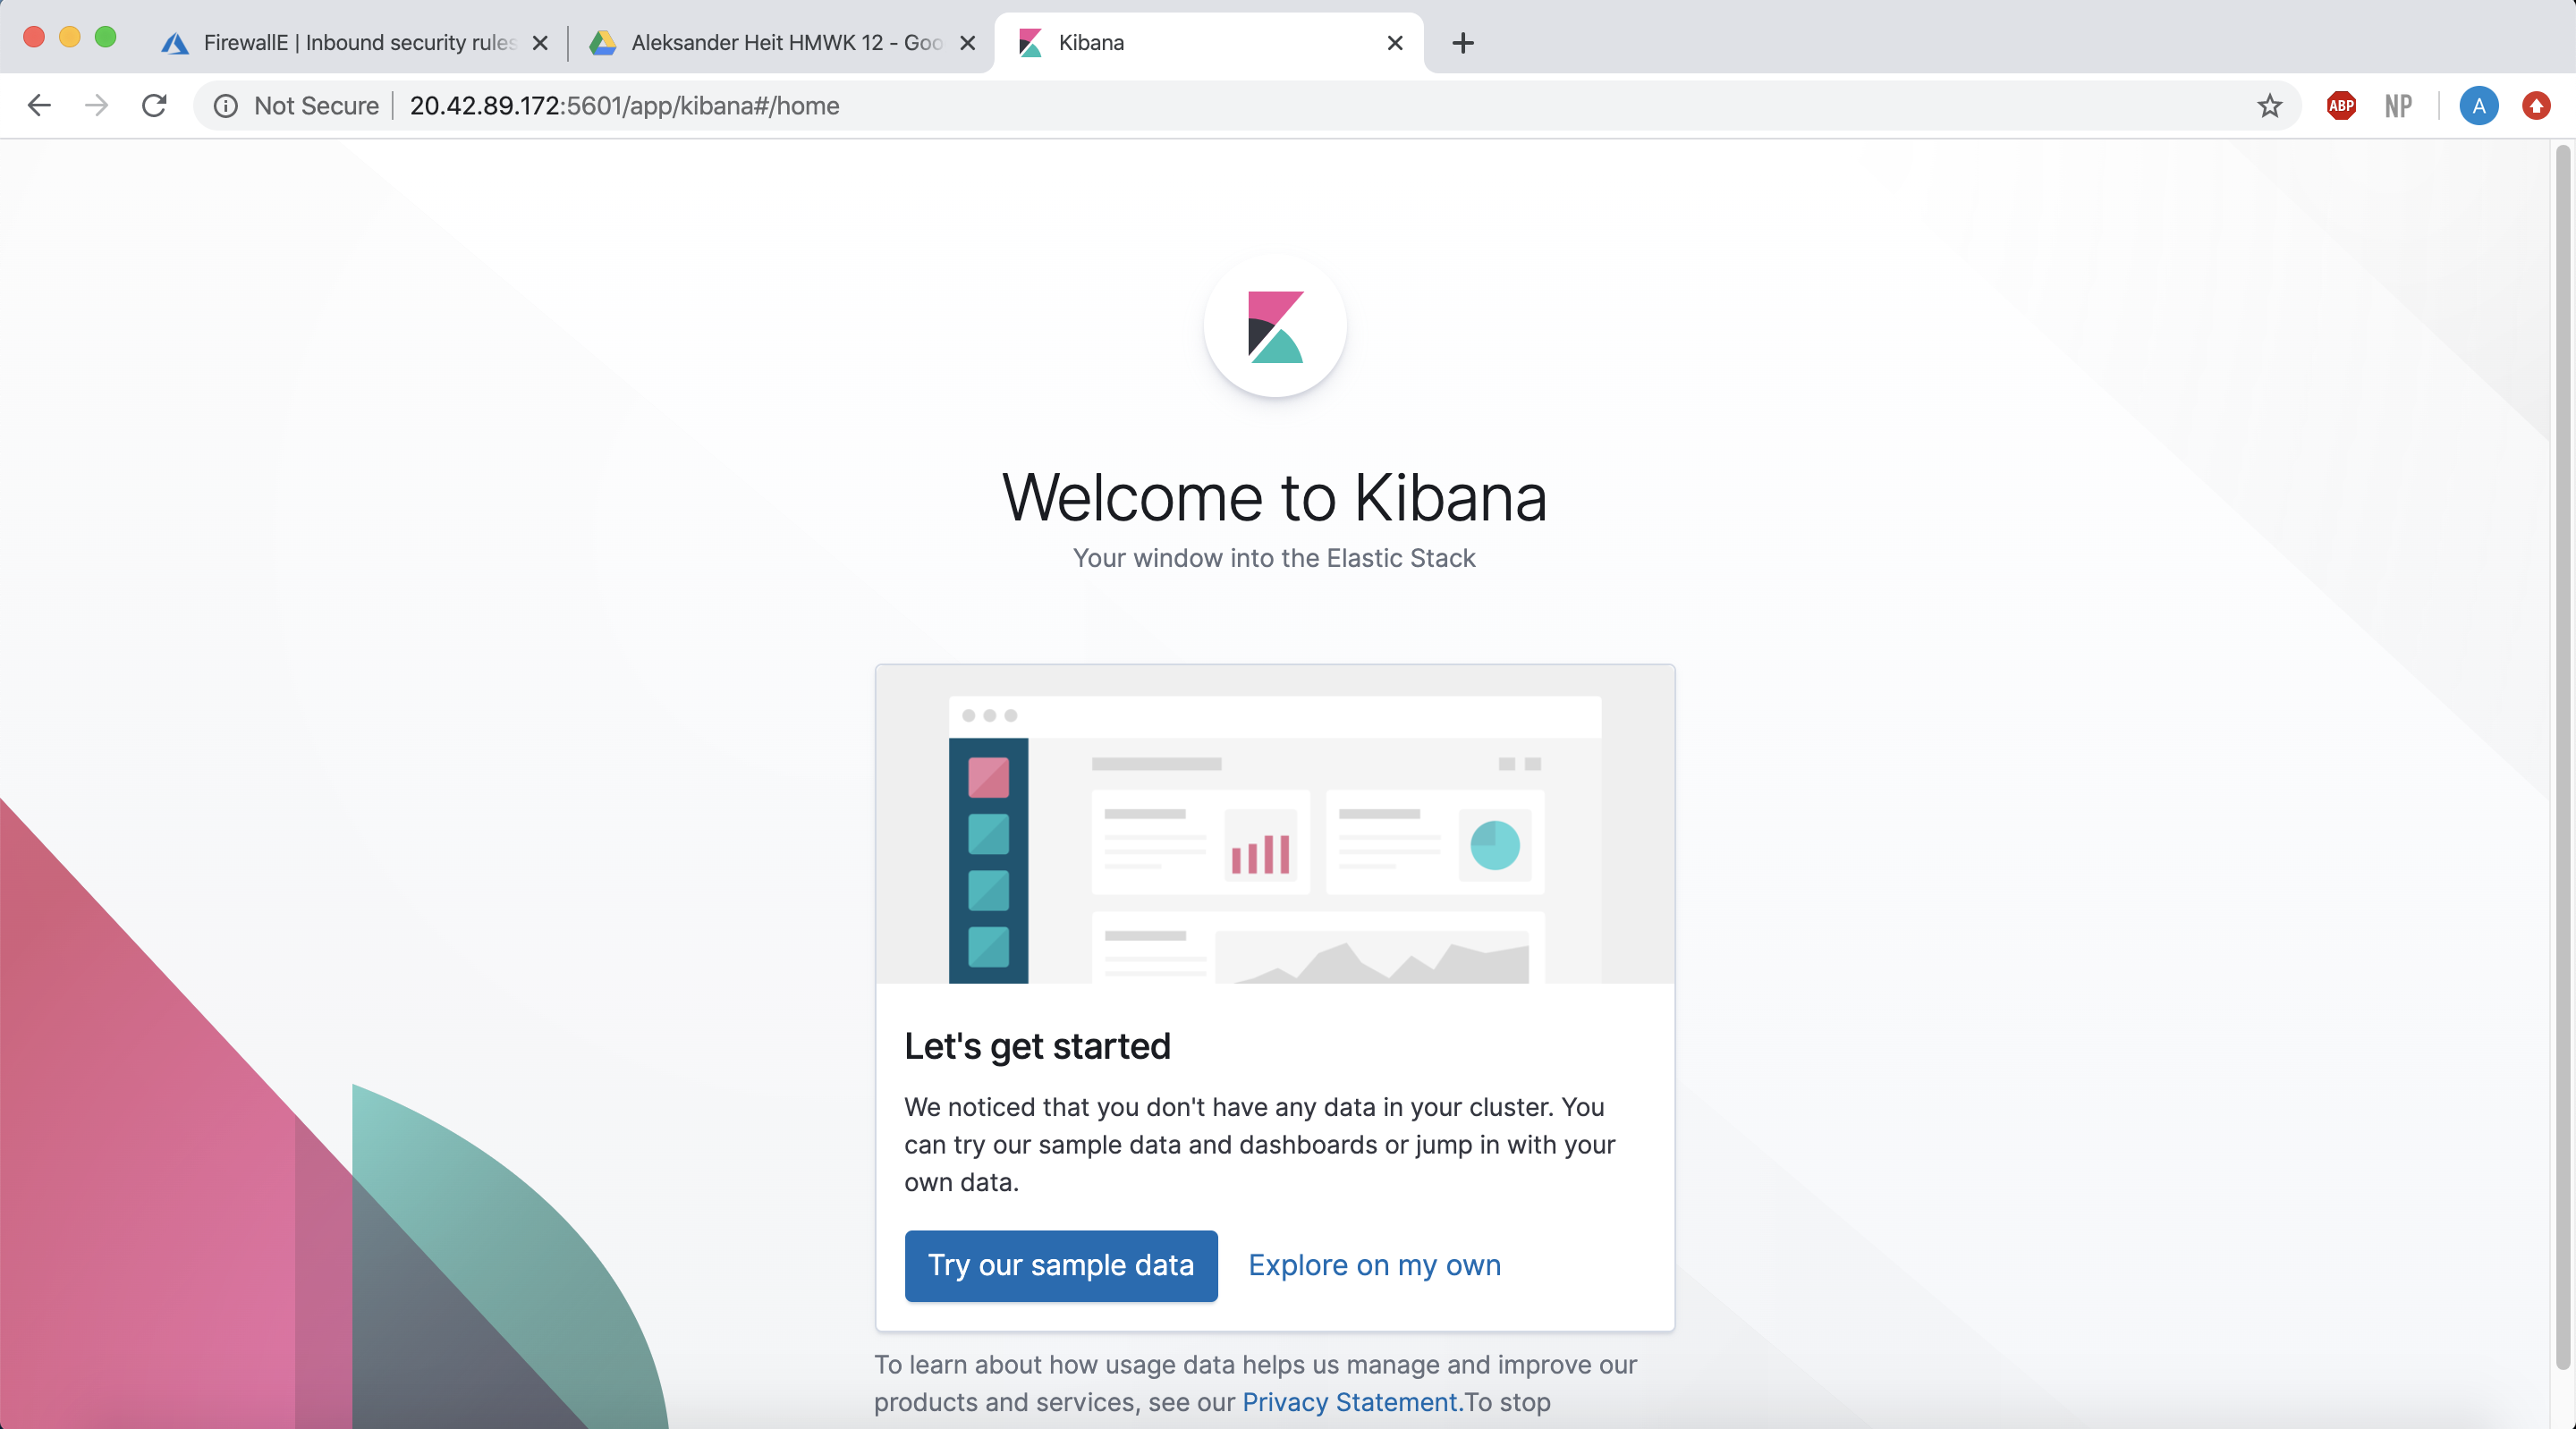 FirewallE | Inbound security rules
Aleksander Heit HMWK 12 - Goo
Kibana
Not Secure
20.42.89.172:5601/app/kibana#/home
ABP
NP
A
Welcome to Kibana
Your window into the Elastic Stack
Let's get started
We noticed that you don't have any data in your cluster. You
can try our sample data and dashboards or jump in with your
own data.
Try our sample data
Explore on my own
To learn about how usage data helps us manage and improve our
products and services, see our Privacy Statement.To stop